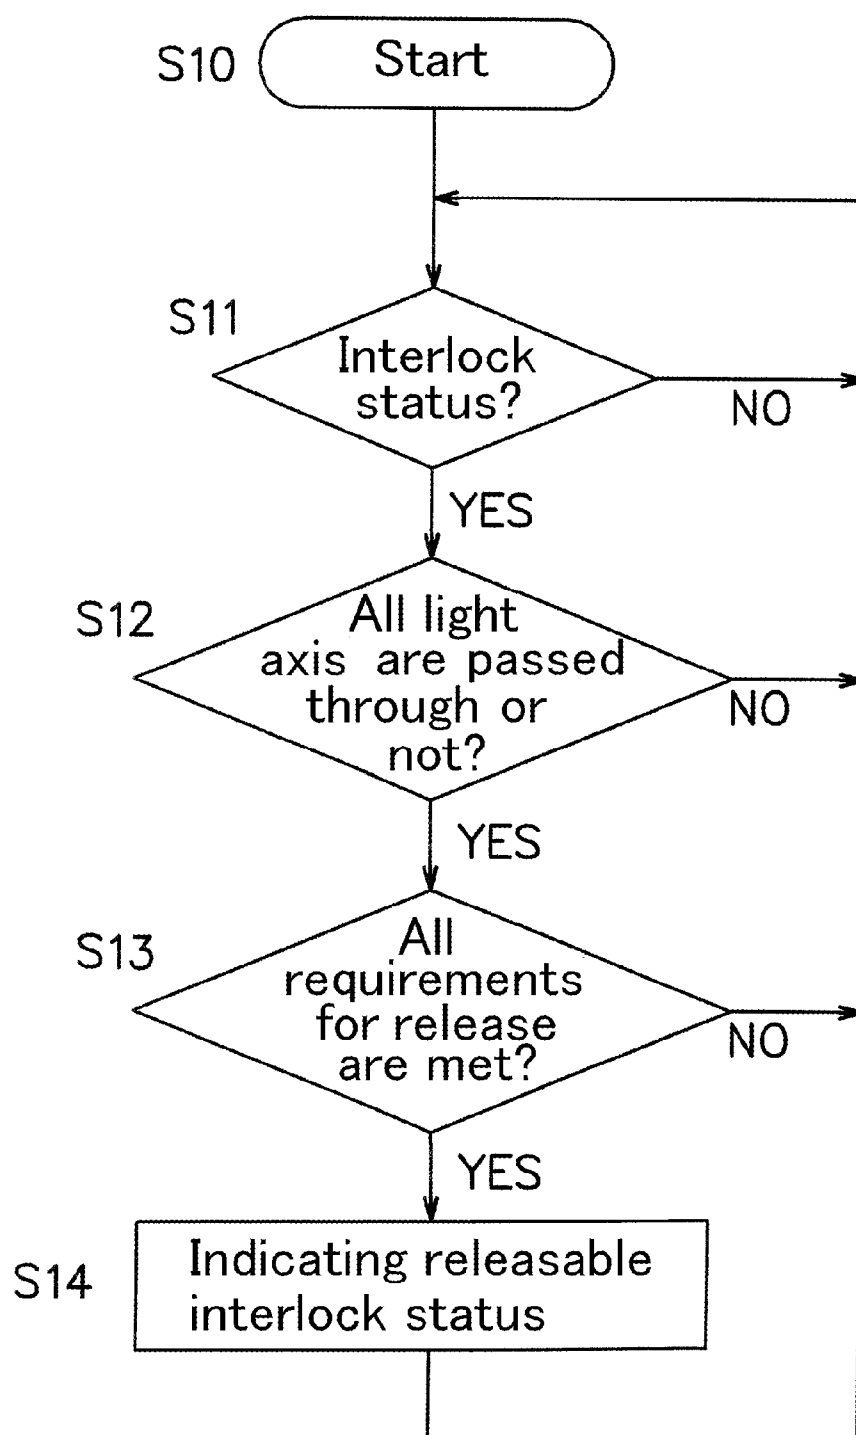 S10
Start
S11
Interlock
status?
NO
YES
S12
All light
axis are passed
through or
not?
NO
YES
S13
All
requirements
for release
are met?
NO
YES
S14
Indicating releasable
interlock status